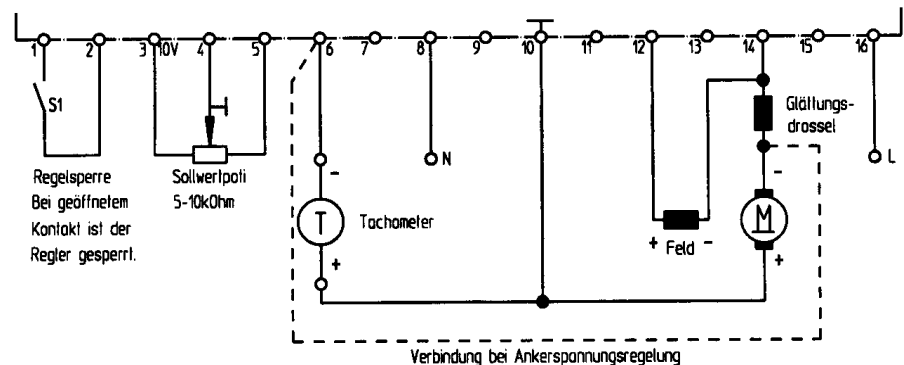 1 2 3 10V 4 5 6 7 8 9 10 11 12 13 14 15 16
S1
Regelsperre
Bei geöffnetem
Kontakt ist der
Regler gesperrt.
Sollwertpoti
5-10kOhm
-
T
Tachometer
+
N
+ Feld -
Glättungs-
drossel
-
M
+
L
Verbindung bei Ankerspannungsregelung